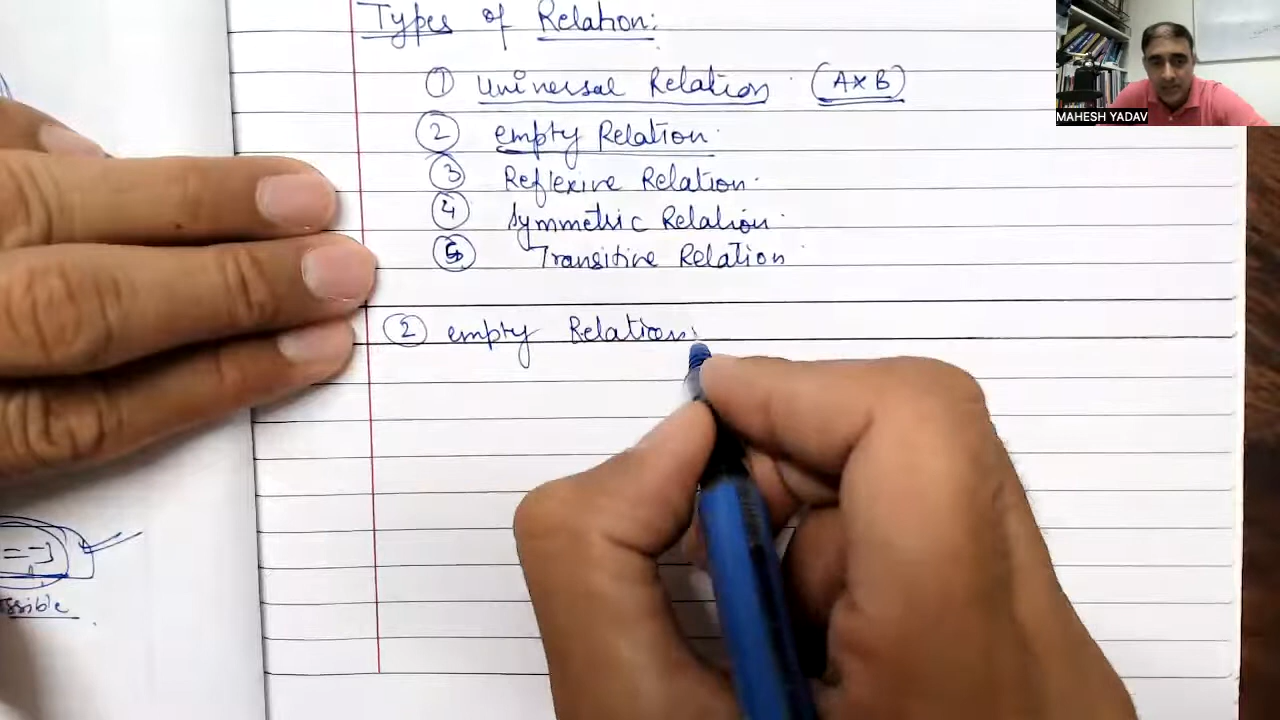 Types of Relation:
① Universal Relation. (A×B)
② empty Relation.
③ Reflexive Relation.
④ Symmetric Relation.
⑤ Transitive Relation
② empty Relation:
==}
MAHESH YADAV